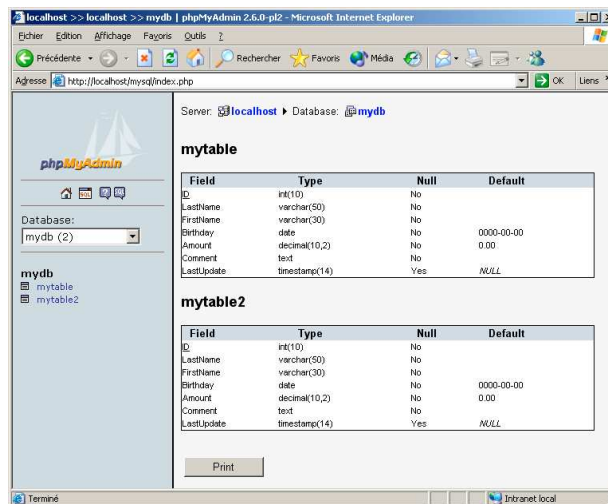 localhost >> localhost >> mydb | phpMyAdmin 2.6.0-pl2 - Microsoft Internet Explorer
Fichier Edition Affichage Favoris Outils ?
Précédente Rechercher Favoris Média
Adresse http://localhost/mysql/index.php OK Liens »
phpMyAdmin
SQL
Database:
mydb (2)
mydb
mytable
mytable2
Server: localhost Database: mydb
mytable
Field Type Null Default
ID int(10) No
LastName varchar(50) No
FirstName varchar(30) No
Birthday date No 0000-00-00
Amount decimal(10,2) No 0.00
Comment text No
LastUpdate timestamp(14) Yes NULL
mytable2
Field Type Null Default
ID int(10) No
LastName varchar(50) No
FirstName varchar(30) No
Birthday date No 0000-00-00
Amount decimal(10,2) No 0.00
Comment text No
LastUpdate timestamp(14) Yes NULL
Print
Terminé Intranet local